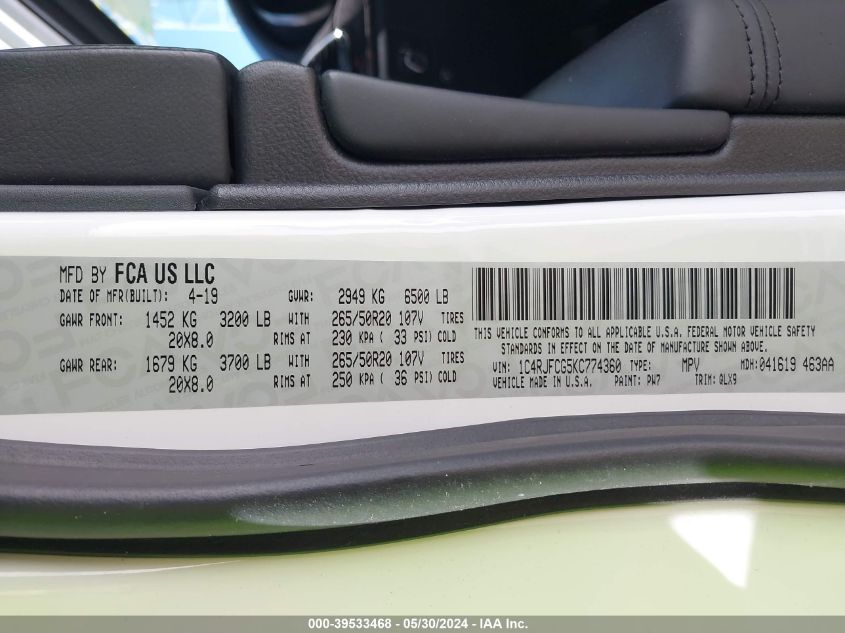 MFD BY FCA US LLC
DATE OF MFR(BUILT): 4-19 GVWR: 2949 KG 6500 LB
GAWR FRONT: 1452 KG 3200 LB WITH 265/50R20 107V TIRES
20X8.0 RIMS AT 230 KPA ( 33 PSI) COLD
GAWR REAR: 1679 KG 3700 LB WITH 265/50R20 107V TIRES
20X8.0 RIMS AT 250 KPA ( 36 PSI) COLD
THIS VEHICLE CONFORMS TO ALL APPLICABLE U.S.A. FEDERAL MOTOR VEHICLE SAFETY
STANDARDS IN EFFECT ON THE DATE OF MANUFACTURE SHOWN ABOVE.
VIN: 1C4RJFCG5KC774360 TYPE: MPV MDH: 041619 463AA
VEHICLE MADE IN U.S.A. PAINT: PW7 TRIM: QLX9
000-39533468 - 05/30/2024 - IAA Inc.